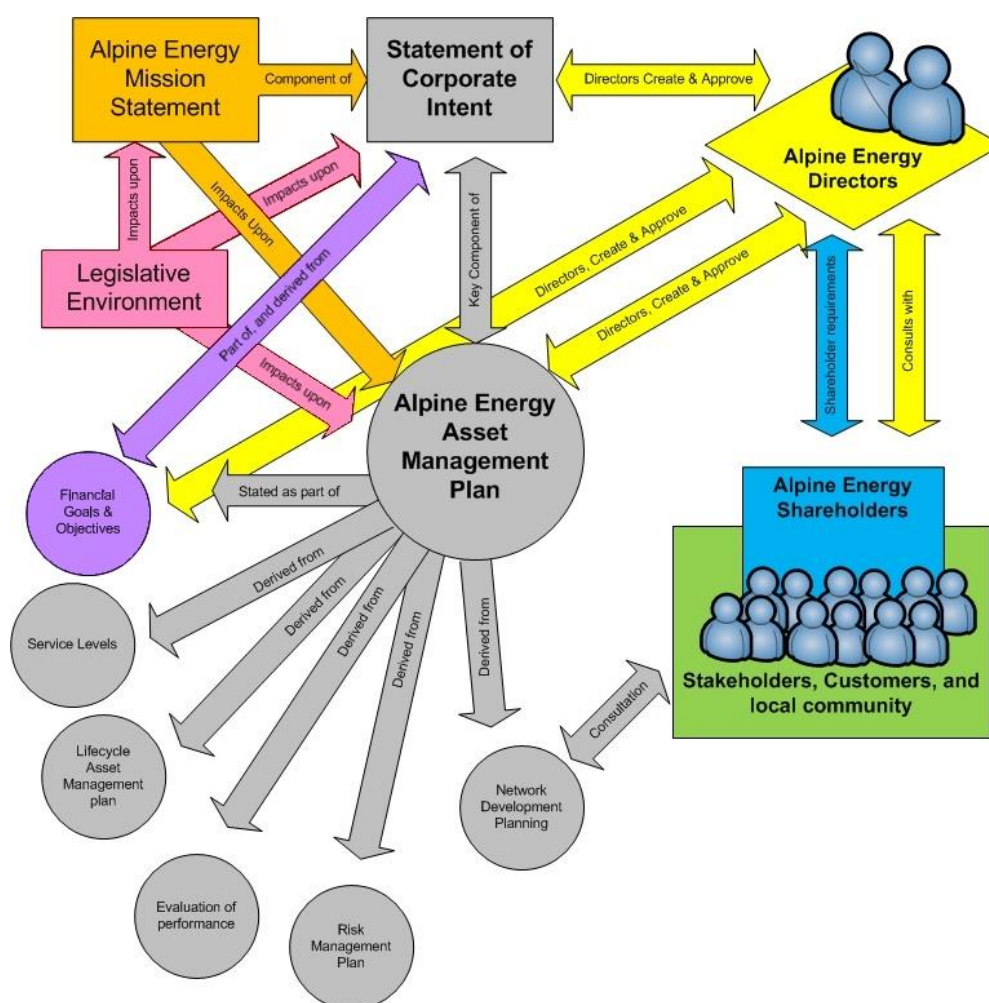 Alpine Energy
Mission
Statement
Component of
Statement of
Corporate
Intent
Directors Create & Approve
Alpine Energy
Directors
Impacts upon
Impacts upon
Impacts Upon
Legislative
Environment
Part of, and derived from
Impacts upon
Key Component of
Directors, Create & Approve
Directors, Create & Approve
Shareholder requirements
Consults with
Alpine Energy
Asset
Management
Plan
Financial
Goals &
Objectives
Stated as part of
Alpine Energy
Shareholders
Stakeholders, Customers, and
local community
Service Levels
Derived from
Derived from
Derived from
Derived from
Derived from
Consultation
Lifecycle
Asset
Management
plan
Network
Development
Planning
Evaluation of
performance
Risk
Management
Plan